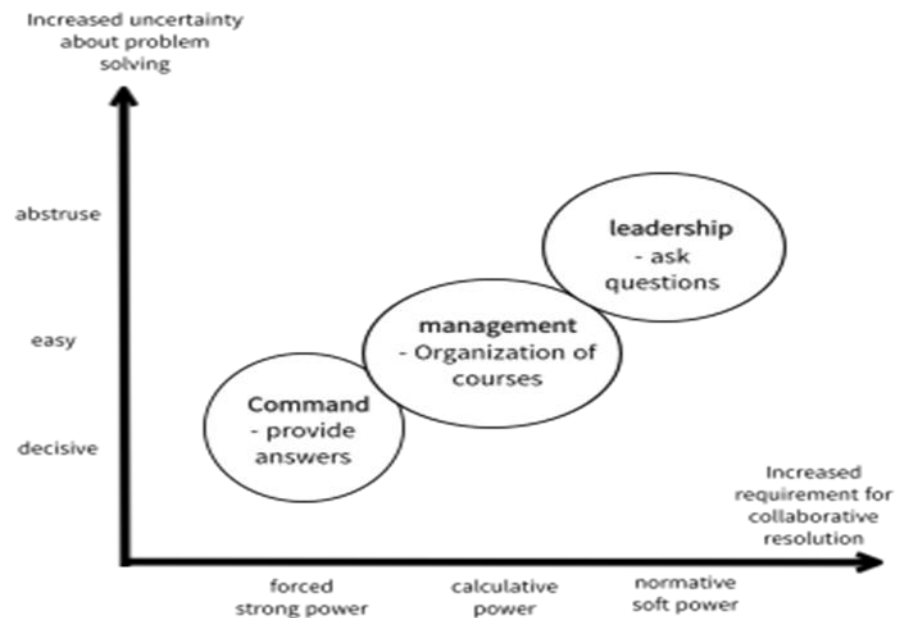 Increased uncertainty
about problem
solving
abstruse
leadership
- ask
questions
easy
management
- Organization of
courses
Command
- provide
answers
decisive
Increased
requirement for
collaborative
resolution
forced
strong power
calculative
power
normative
soft power